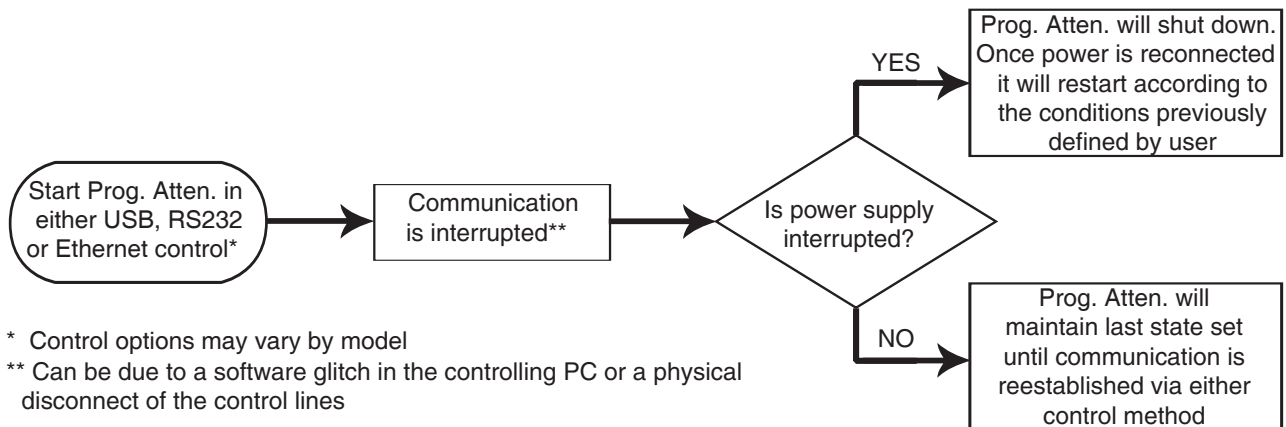 Start Prog. Atten. in
either USB, RS232
or Ethernet control*
Communication
is interrupted**
Is power supply
interrupted?
YES
Prog. Atten. will shut down.
Once power is reconnected
it will restart according to
the conditions previously
defined by user
NO
Prog. Atten. will
maintain last state set
until communication is
reestablished via either
control method
* Control options may vary by model
** Can be due to a software glitch in the controlling PC or a physical
disconnect of the control lines